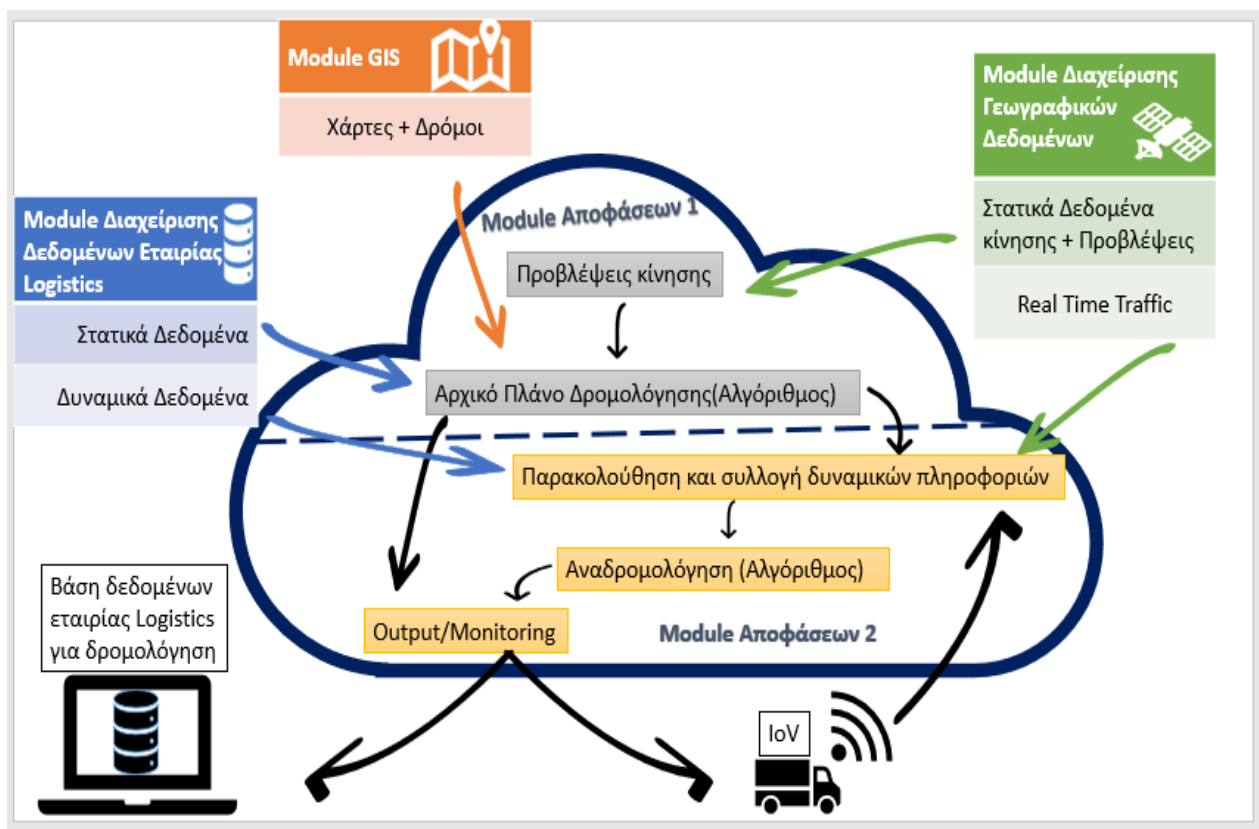 Module GIS
Χάρτες + Δρόμοι
Module Διαχείρισης
Γεωγραφικών
Δεδομένων
Στατικά Δεδομένα
κίνησης + Προβλέψεις
Real Time Traffic
Module Διαχείρισης
Δεδομένων Εταιρίας
Logistics
Στατικά Δεδομένα
Δυναμικά Δεδομένα
Module Αποφάσεων 1
Προβλέψεις κίνησης
Αρχικό Πλάνο Δρομολόγησης(Αλγόριθμος)
Παρακολούθηση και συλλογή δυναμικών πληροφοριών
Αναδρομολόγηση (Αλγόριθμος)
Output/Monitoring
Module Αποφάσεων 2
Βάση δεδομένων
εταιρίας Logistics
για δρομολόγηση
IoV